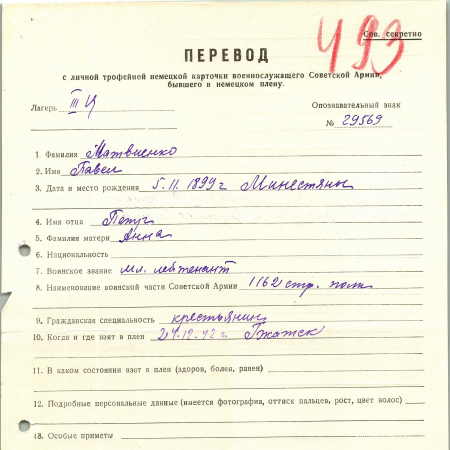 Сов. секретно
493
ПЕРЕВОД
с личной трофейной немецкой карточки военнослужащего Советской Армии,
бывшего в немецком плену.
Лагерь III Ц
Опознавательный знак
№ 29569
1. Фамилия Матвиенко
2. Имя Павел
3. Дата и место рождения 5.11.1899 г Минестяны
4. Имя отца
5. Фамилия матери Анна
6. Национальность
7. Воинское звание мл. лейтенант
8. Наименование воинской части Советской Армии 1162 стр. полк
9. Гражданская специальность крестьянин
10. Когда и где взят в плен 24.12.42 г Гжатск
11. В каком состоянии взят в плен (здоров, болен, ранен)
12. Подробные персональные данные (имеется фотография, оттиск пальцев, рост, цвет волос)
13. Особые приметы